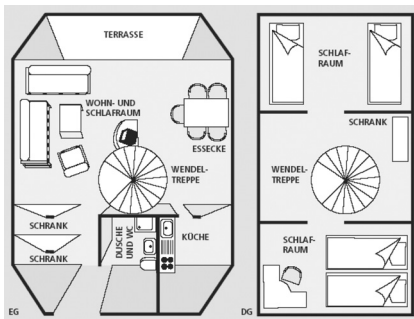 TERRASSE
WOHN- UND
SCHLAFRAUM
ESSECKE
WENDEL-
TREPPE
SCHRANK
SCHRANK
DUSCHE
UND WC
KÜCHE
EG
SCHLAF-
RAUM
SCHRANK
WENDEL-
TREPPE
SCHLAF-
RAUM
DG